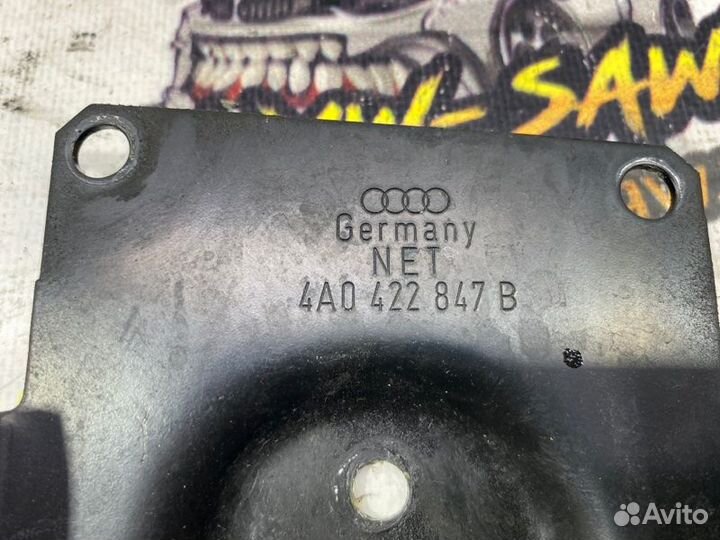 SAW
Germany
NET
4A0 422 847 B
Avito